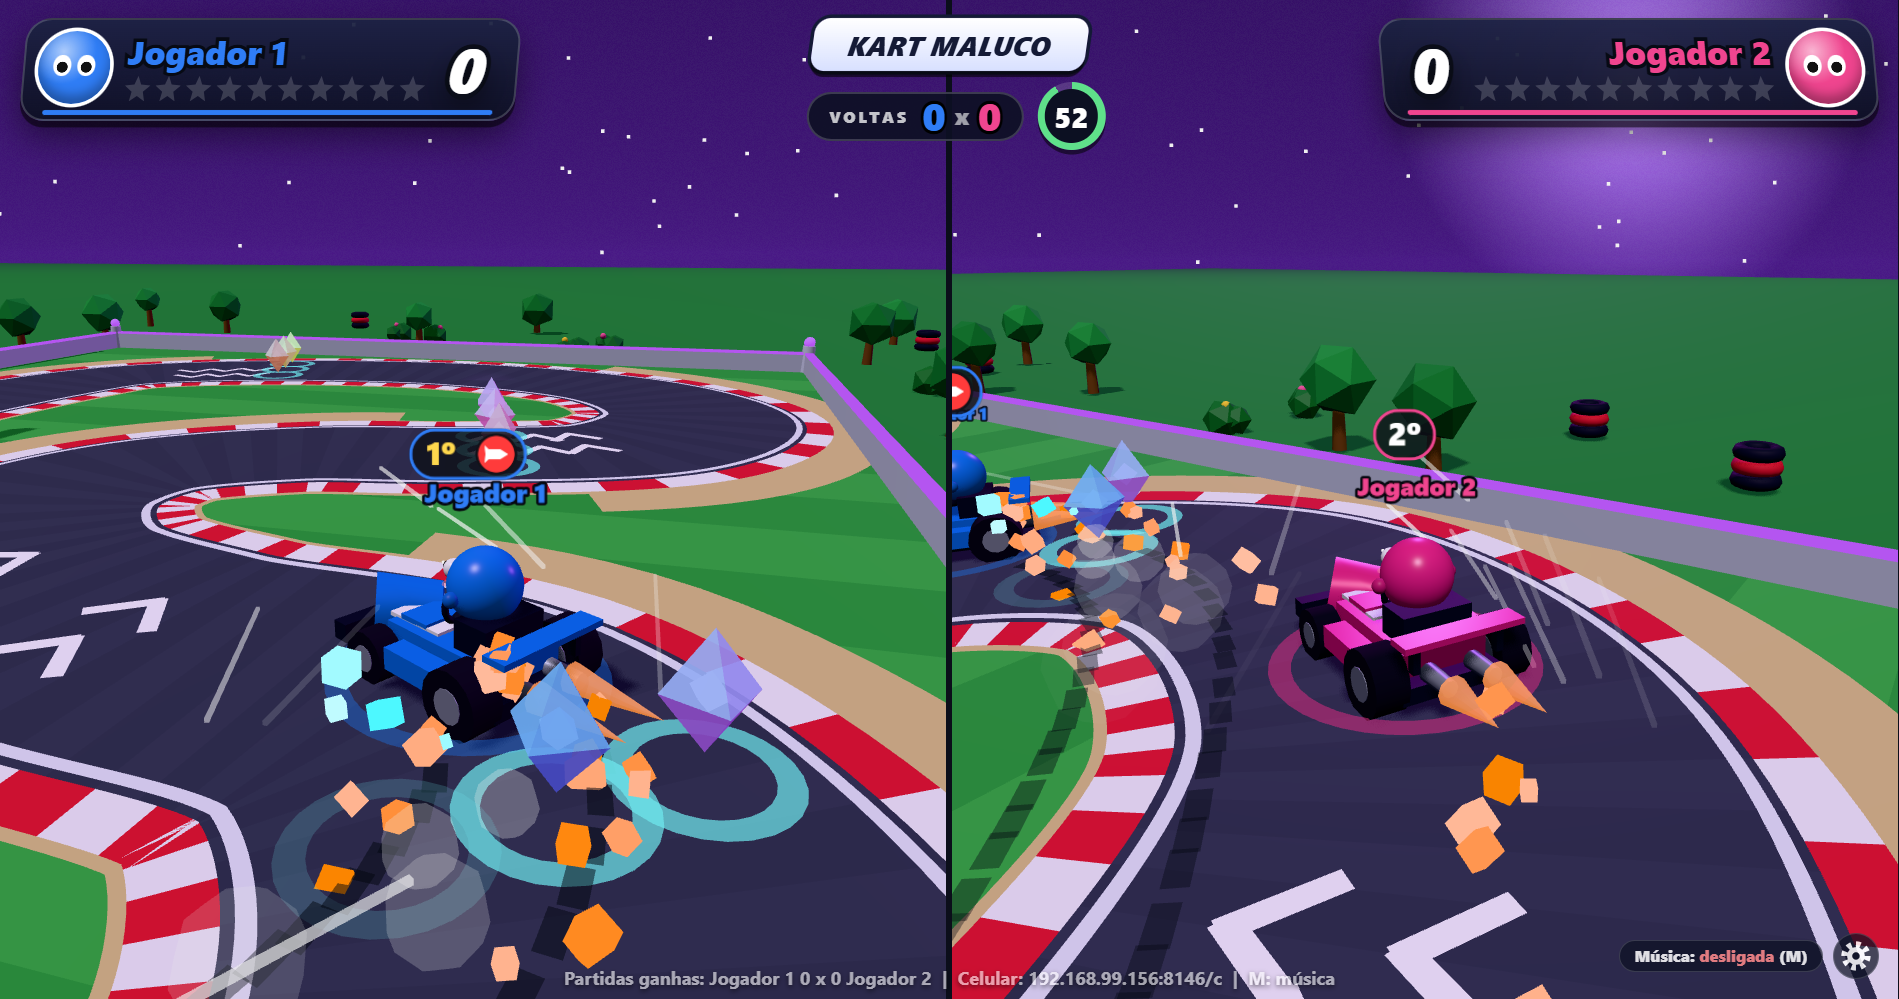 Jogador 1
0
KART MALUCO
VOLTAS 0 x 0
52
0
Jogador 2
1º
Jogador 1
2º
Jogador 2
Música: desligada (M)
Partidas ganhas: Jogador 1 0 x 0 Jogador 2 | Celular: 192.168.99.156:8146/c | M: música